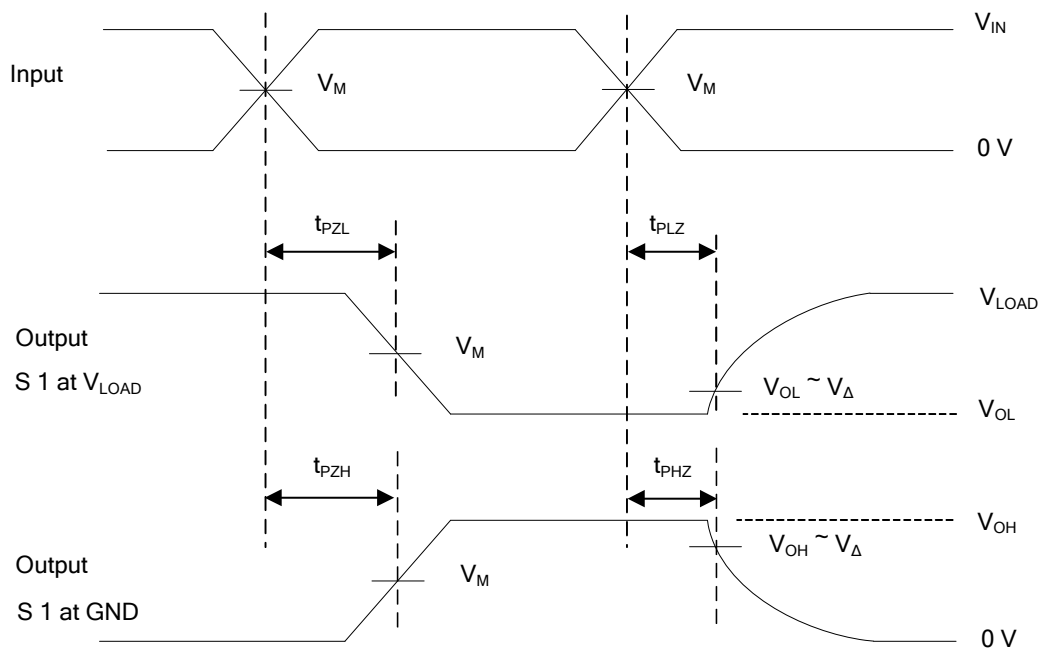 V_IN
Input
V_M
V_M
0 V
t_PZL
t_PLZ
V_LOAD
Output
V_M
S 1 at V_LOAD
V_OL ~ V_Δ
V_OL
t_PZH
t_PHZ
V_OH
V_OH ~ V_Δ
Output
V_M
S 1 at GND
0 V